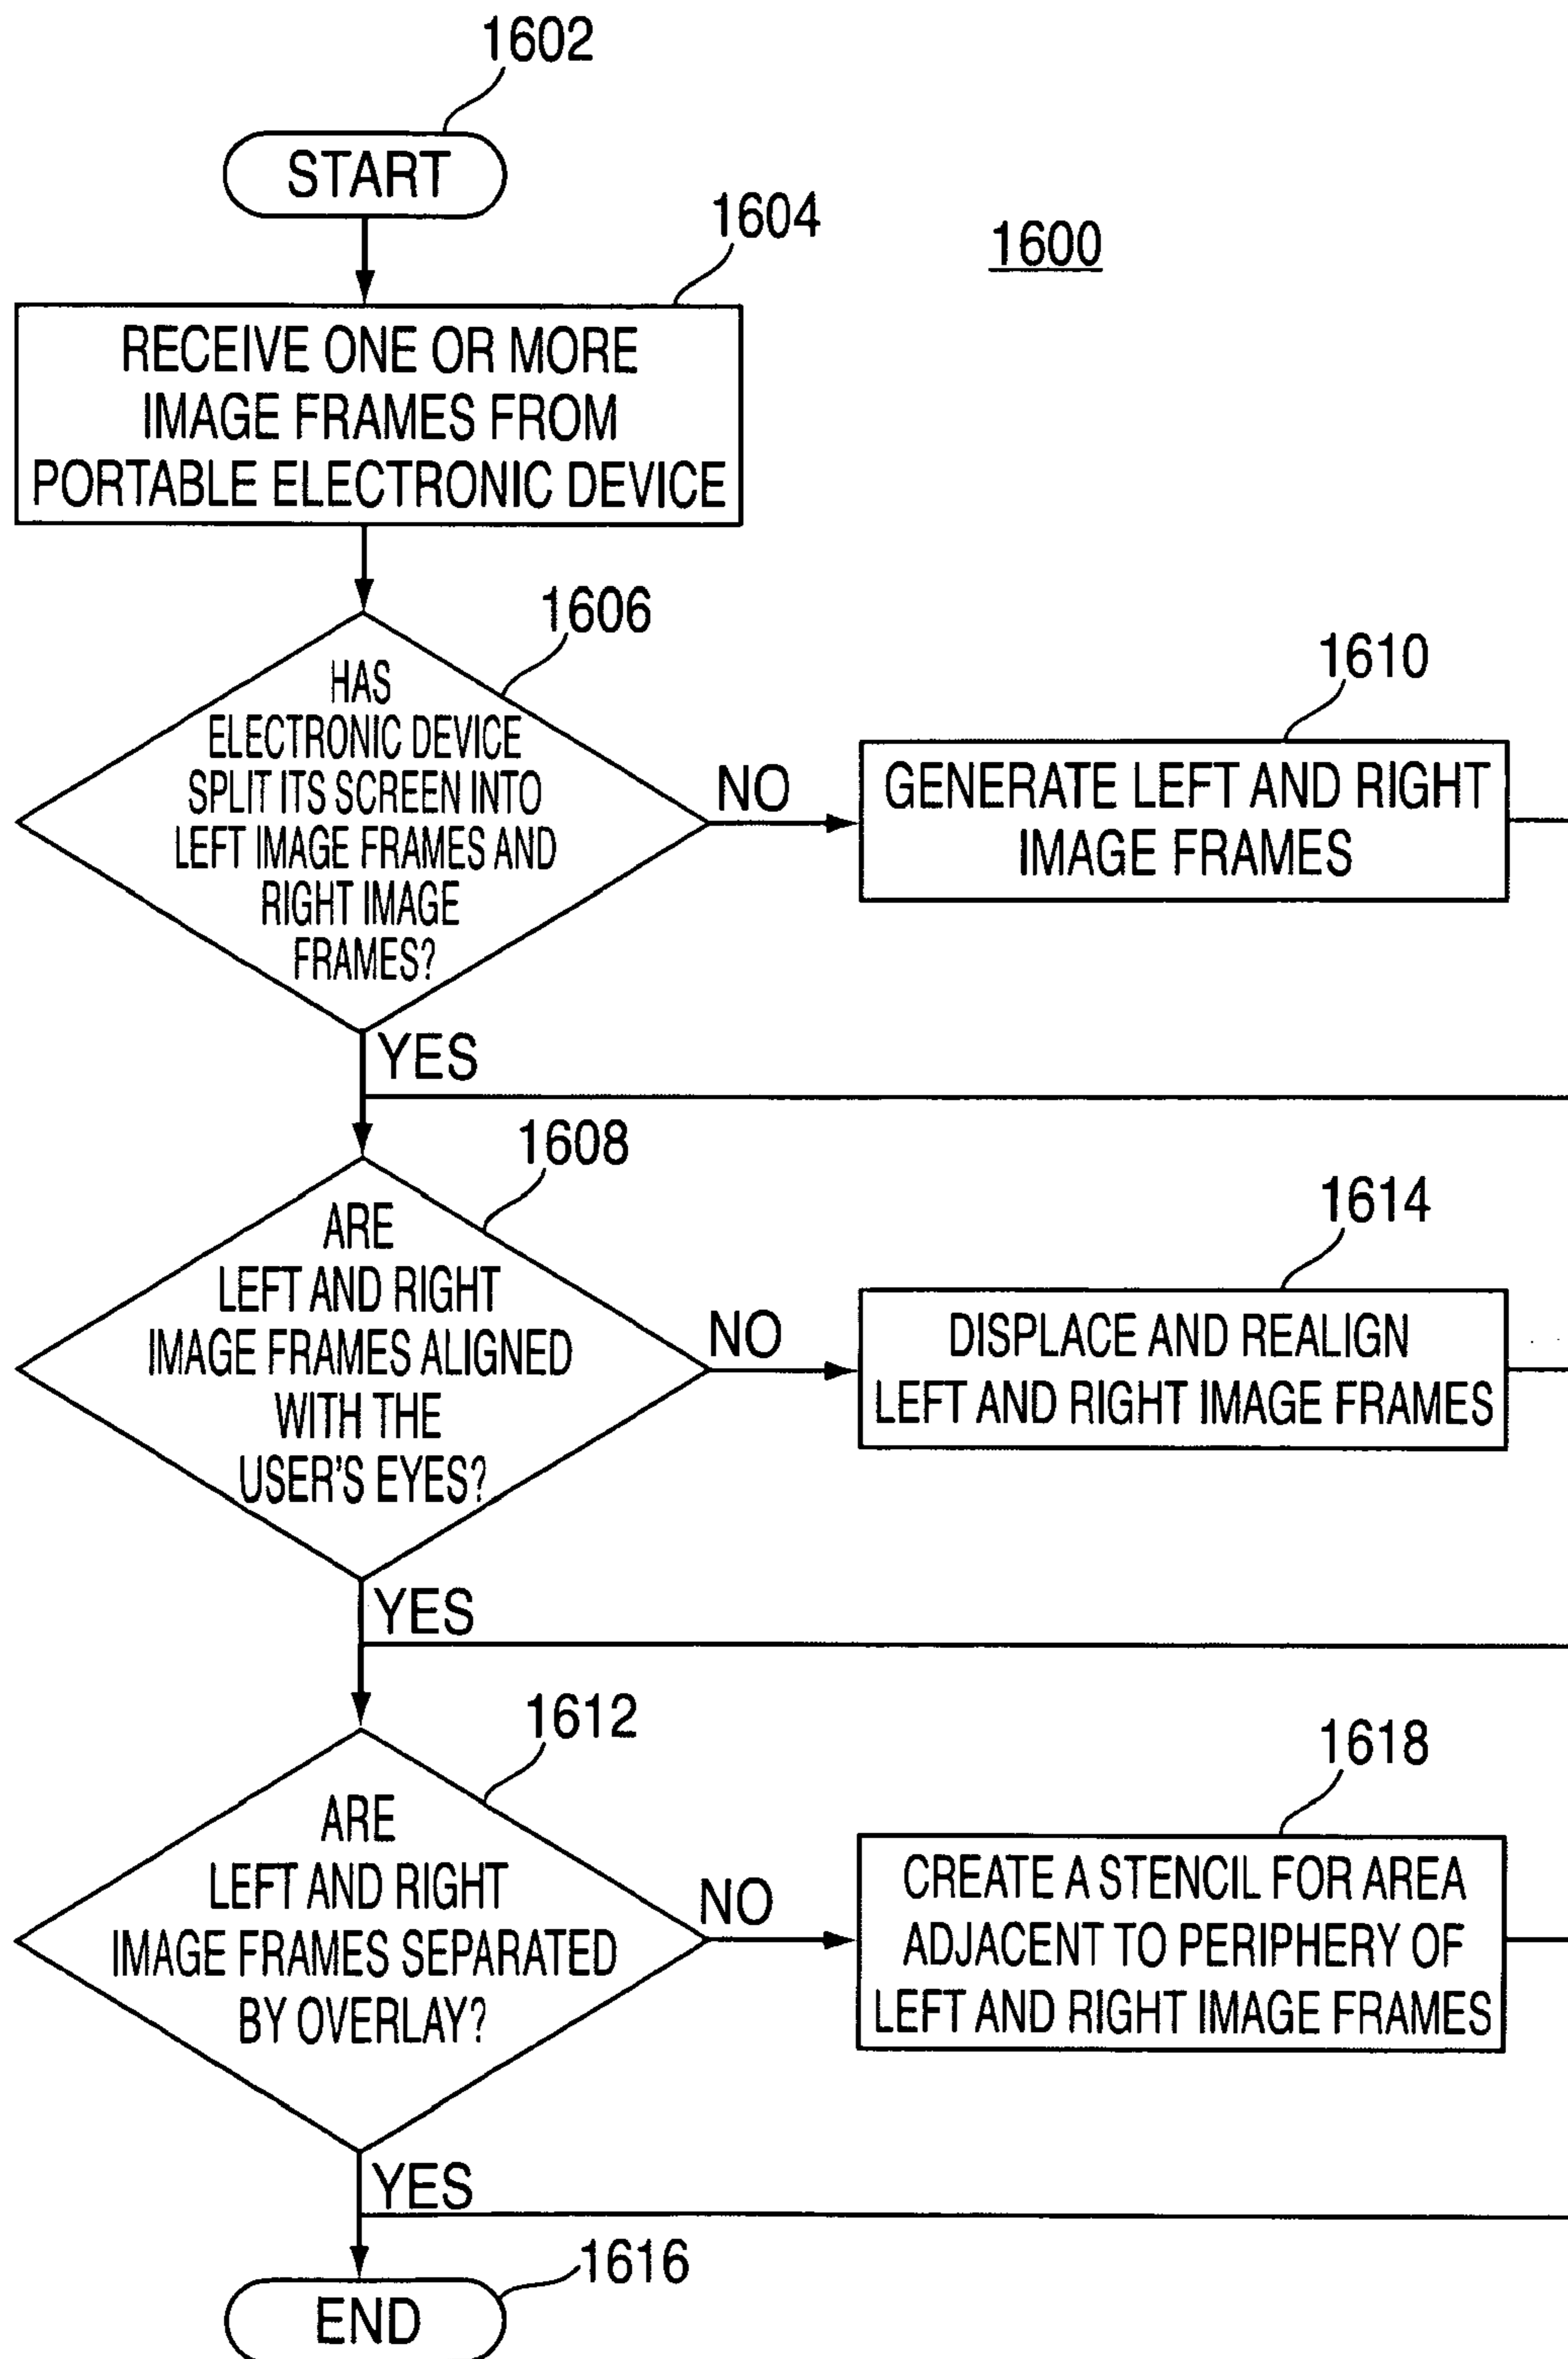 1602
START
1604
1600
RECEIVE ONE OR MORE
IMAGE FRAMES FROM
PORTABLE ELECTRONIC DEVICE
1606
HAS
ELECTRONIC DEVICE
SPLIT ITS SCREEN INTO
LEFT IMAGE FRAMES AND
RIGHT IMAGE
FRAMES?
NO
1610
GENERATE LEFT AND RIGHT
IMAGE FRAMES
YES
1608
ARE
LEFT AND RIGHT
IMAGE FRAMES ALIGNED
WITH THE
USER'S EYES?
NO
1614
DISPLACE AND REALIGN
LEFT AND RIGHT IMAGE FRAMES
YES
1612
ARE
LEFT AND RIGHT
IMAGE FRAMES SEPARATED
BY OVERLAY?
NO
1618
CREATE A STENCIL FOR AREA
ADJACENT TO PERIPHERY OF
LEFT AND RIGHT IMAGE FRAMES
YES
1616
END